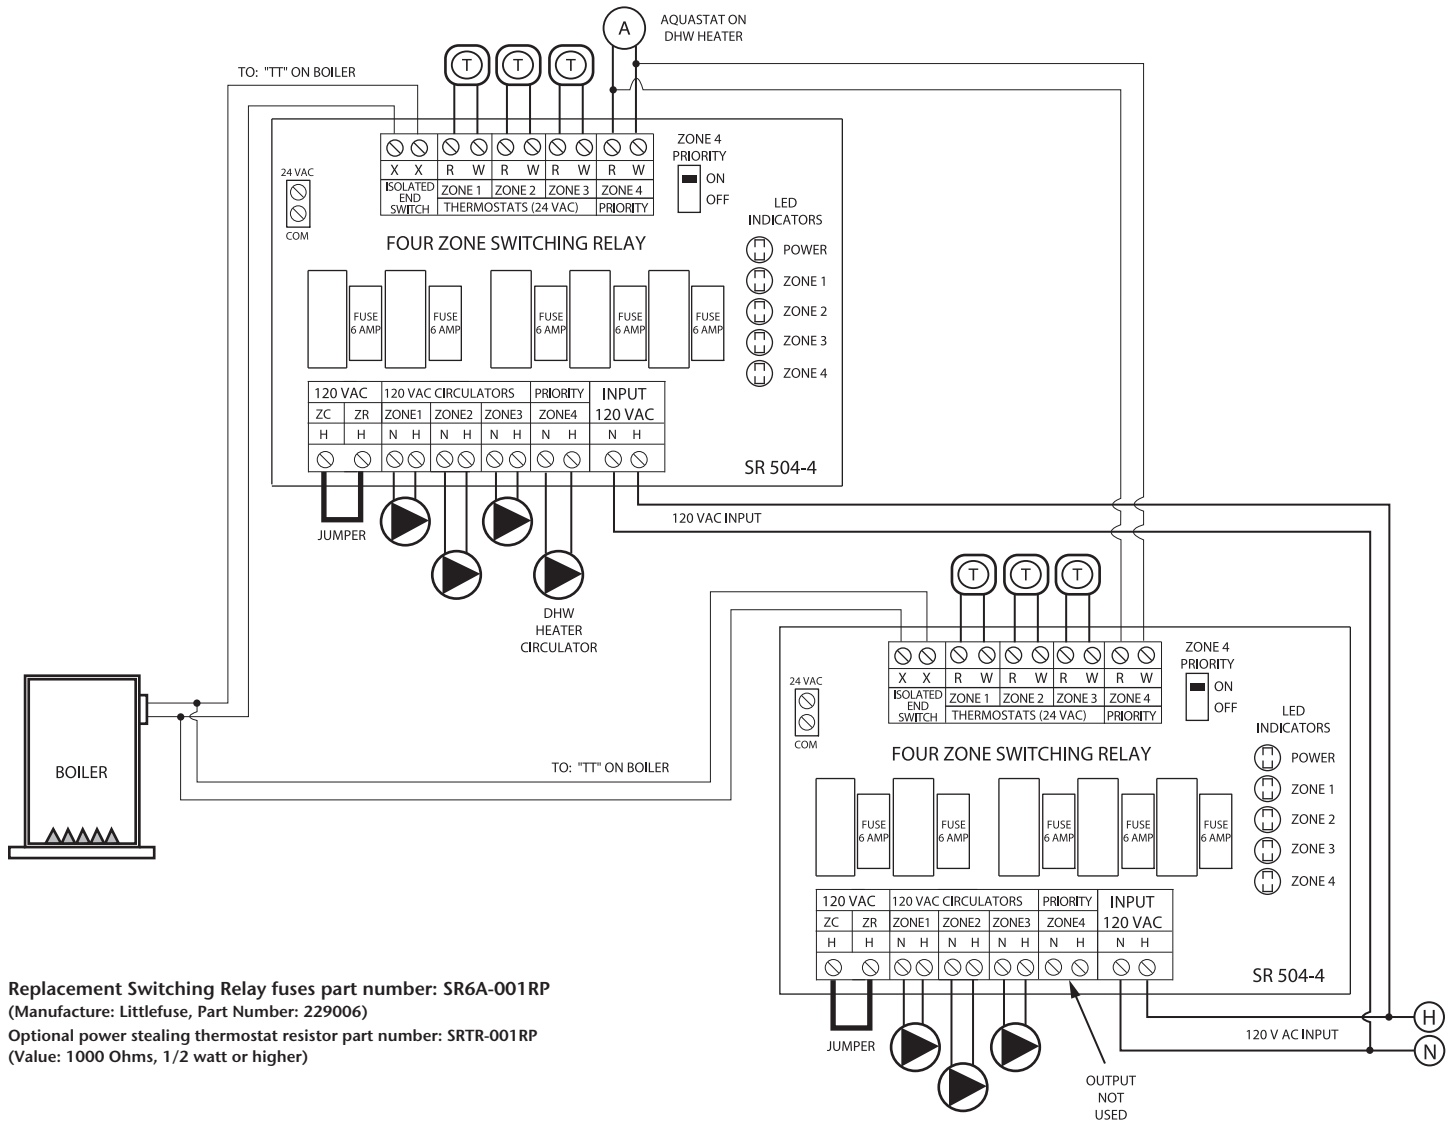 A
AQUASTAT ON
DHW HEATER
TO: "TT" ON BOILER
T T T
ZONE 4
PRIORITY
ON
OFF
24 VAC
COM
X X R W R W R W R W
ISOLATED
END
SWITCH
ZONE 1 ZONE 2 ZONE 3 ZONE 4
THERMOSTATS (24 VAC) PRIORITY
FOUR ZONE SWITCHING RELAY
LED
INDICATORS
POWER
ZONE 1
ZONE 2
ZONE 3
ZONE 4
FUSE
6 AMP
FUSE
6 AMP
FUSE
6 AMP
FUSE
6 AMP
FUSE
6 AMP
120 VAC 120 VAC CIRCULATORS PRIORITY INPUT
120 VAC
ZC ZR ZONE1 ZONE2 ZONE3 ZONE4
H H N H N H N H N H N H
SR 504-4
JUMPER
120 VAC INPUT
DHW
HEATER
CIRCULATOR
T T T
ZONE 4
PRIORITY
ON
OFF
24 VAC
COM
X X R W R W R W R W
ISOLATED
END
SWITCH
ZONE 1 ZONE 2 ZONE 3 ZONE 4
THERMOSTATS (24 VAC) PRIORITY
FOUR ZONE SWITCHING RELAY
LED
INDICATORS
POWER
ZONE 1
ZONE 2
ZONE 3
ZONE 4
BOILER
TO: "TT" ON BOILER
FUSE
6 AMP
FUSE
6 AMP
FUSE
6 AMP
FUSE
6 AMP
FUSE
6 AMP
120 VAC 120 VAC CIRCULATORS PRIORITY INPUT
120 VAC
ZC ZR ZONE1 ZONE2 ZONE3 ZONE4
H H N H N H N H N H N H
SR 504-4
JUMPER
120 V AC INPUT
H
N
OUTPUT
NOT
USED
Replacement Switching Relay fuses part number: SR6A-001RP
(Manufacture: Littlefuse, Part Number: 229006)
Optional power stealing thermostat resistor part number: SRTR-001RP
(Value: 1000 Ohms, 1/2 watt or higher)